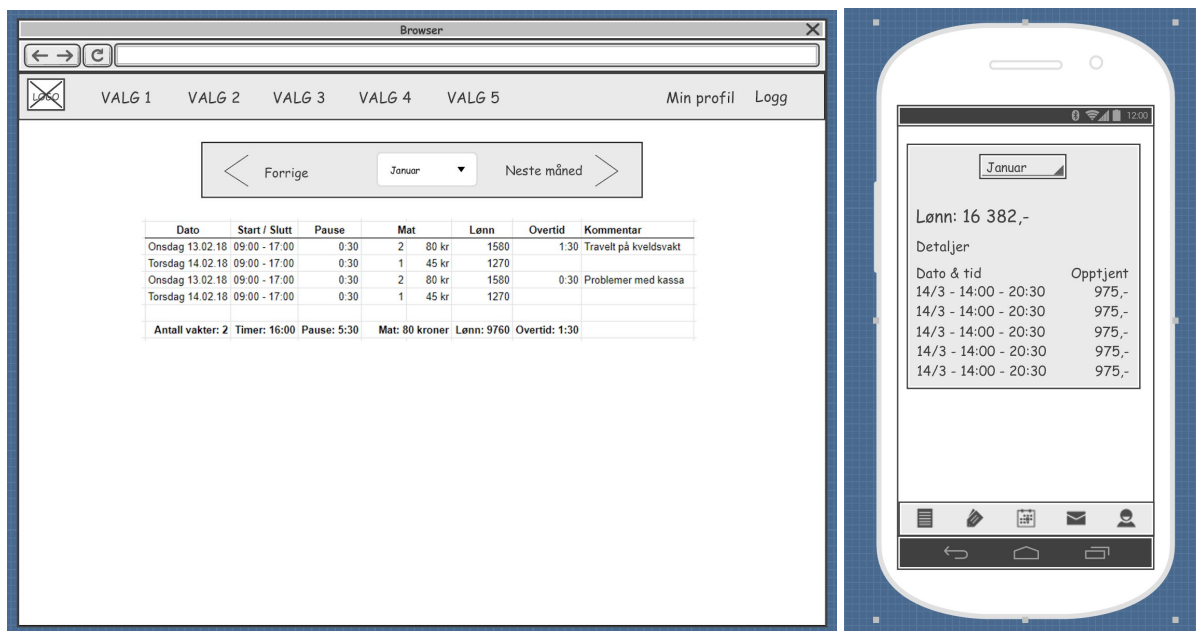 Browser
LOGO VALG 1 VALG 2 VALG 3 VALG 4 VALG 5 Min profil Logg
Forrige Januar Neste måned
Dato Start / Slutt Pause Mat Lønn Overtid Kommentar
Onsdag 13.02.18 09:00 - 17:00 0:30 2 80 kr 1580 1:30 Travelt på kveldsvakt
Torsdag 14.02.18 09:00 - 17:00 0:30 1 45 kr 1270
Onsdag 13.02.18 09:00 - 17:00 0:30 2 80 kr 1580 0:30 Problemer med kassa
Torsdag 14.02.18 09:00 - 17:00 0:30 1 45 kr 1270
Antall vakter: 2 Timer: 16:00 Pause: 5:30 Mat: 80 kroner Lønn: 9760 Overtid: 1:30
12:00
Januar
Lønn: 16 382,-
Detaljer
Dato & tid Opptjent
14/3 - 14:00 - 20:30 975,-
14/3 - 14:00 - 20:30 975,-
14/3 - 14:00 - 20:30 975,-
14/3 - 14:00 - 20:30 975,-
14/3 - 14:00 - 20:30 975,-